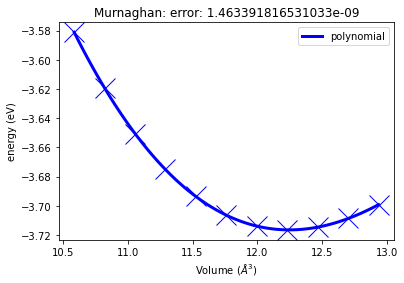 Murnaghan: error: 1.463391816531033e-09
polynomial
energy (eV)
−3.58
−3.60
−3.62
−3.64
−3.66
−3.68
−3.70
−3.72
10.5 11.0 11.5 12.0 12.5 13.0
Volume (Å³)